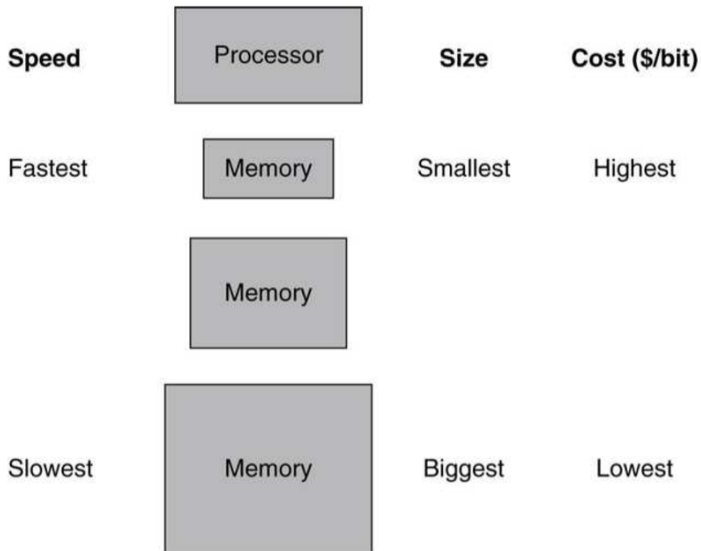 Speed Processor Size Cost ($/bit)
Fastest Memory Smallest Highest
Memory
Slowest Memory Biggest Lowest